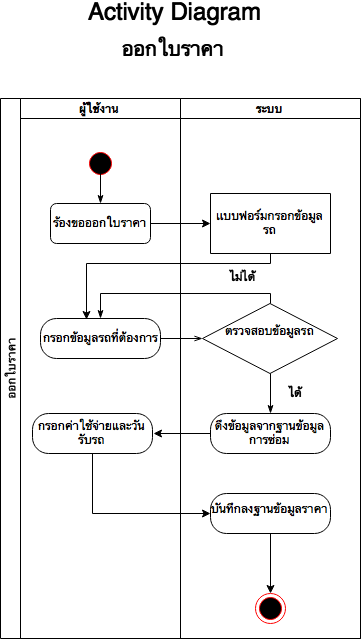 Activity Diagram
ออกใบราคา
ผู้ใช้งาน
ระบบ
ร้องขอออกใบราคา
แบบฟอร์มกรอกข้อมูล
รถ
ไม่ได้
กรอกข้อมูลรถที่ต้องการ
ตรวจสอบข้อมูลรถ
ออกใบราคา
ได้
กรอกค่าใช้จ่ายและวัน
รับรถ
ดึงข้อมูลจากฐานข้อมูล
การซ่อม
บันทึกลงฐานข้อมูลราคา